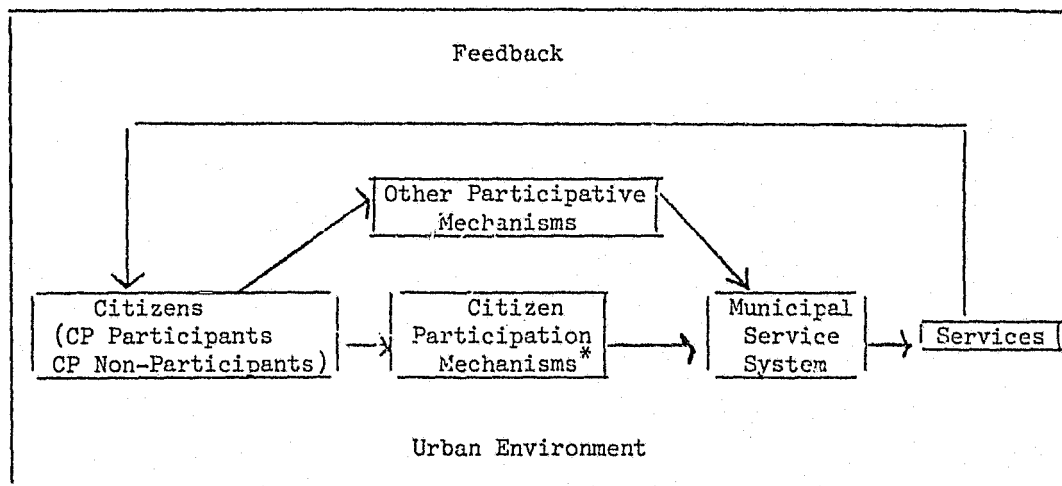 Feedback
Other Participative
Mechanisms
Citizens
(CP Participants
CP Non-Participants)
Citizen
Participation
Mechanisms*
Municipal
Service
System
Services
Urban Environment